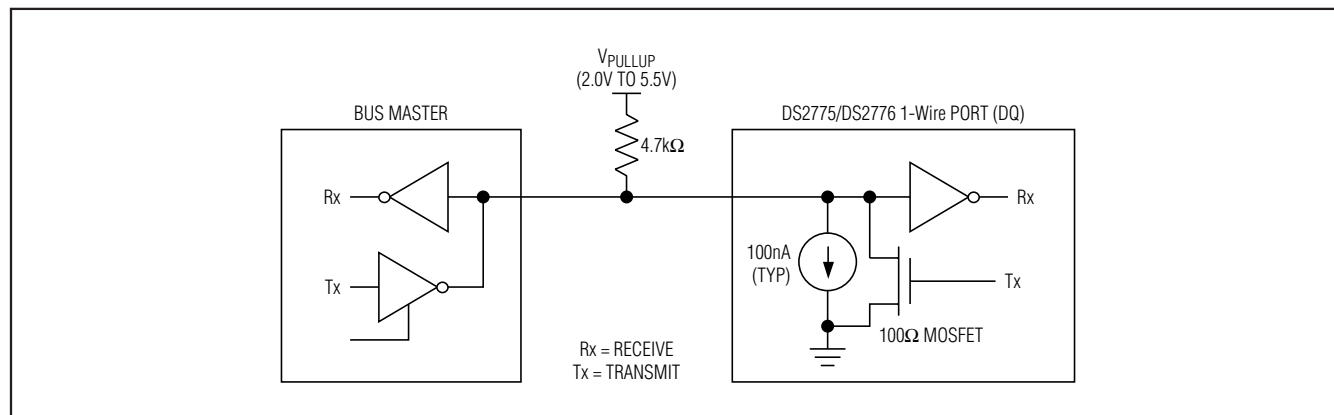 VPULLUP
(2.0V TO 5.5V)
BUS MASTER
DS2775/DS2776 1-Wire PORT (DQ)
4.7kΩ
Rx
Rx
100nA
(TYP)
Tx
Tx
100Ω MOSFET
Rx = RECEIVE
Tx = TRANSMIT